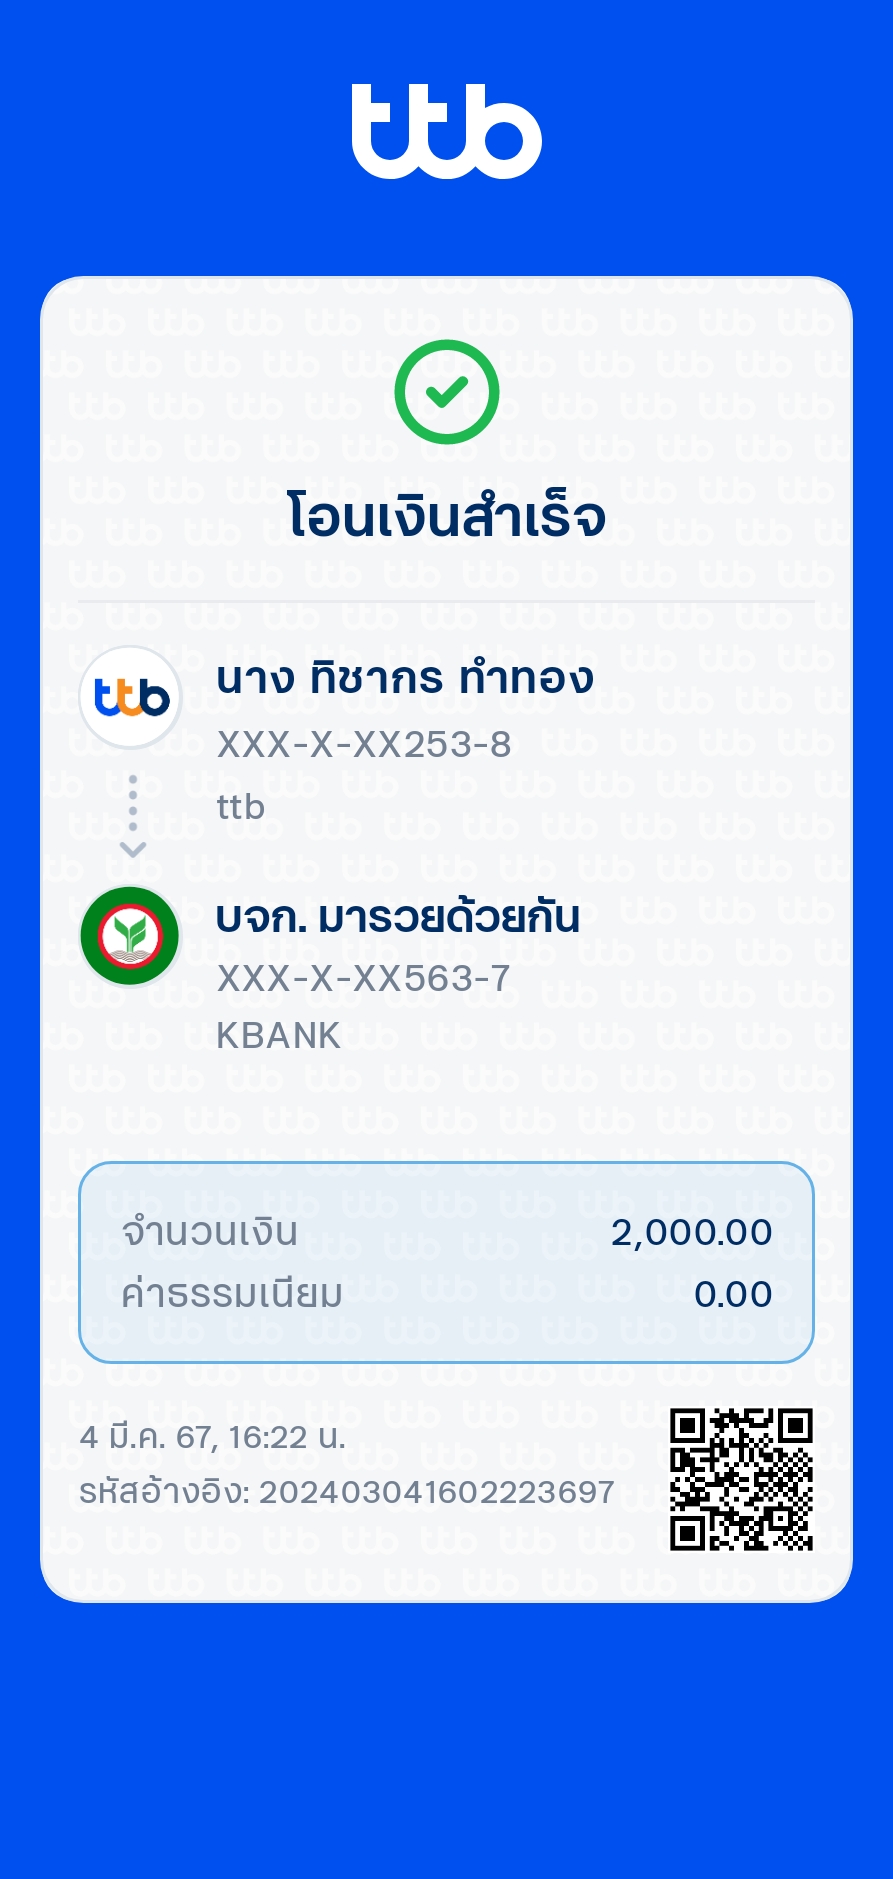 ttb
โอนเงินสำเร็จ
ttb
นาง ทิชากร ทำทอง
XXX-X-XX253-8
ttb
บจก. มารวยด้วยกัน
XXX-X-XX563-7
KBANK
จำนวนเงิน 2,000.00
ค่าธรรมเนียม 0.00
4 มี.ค. 67, 16:22 น.
รหัสอ้างอิง: 202403041602223697